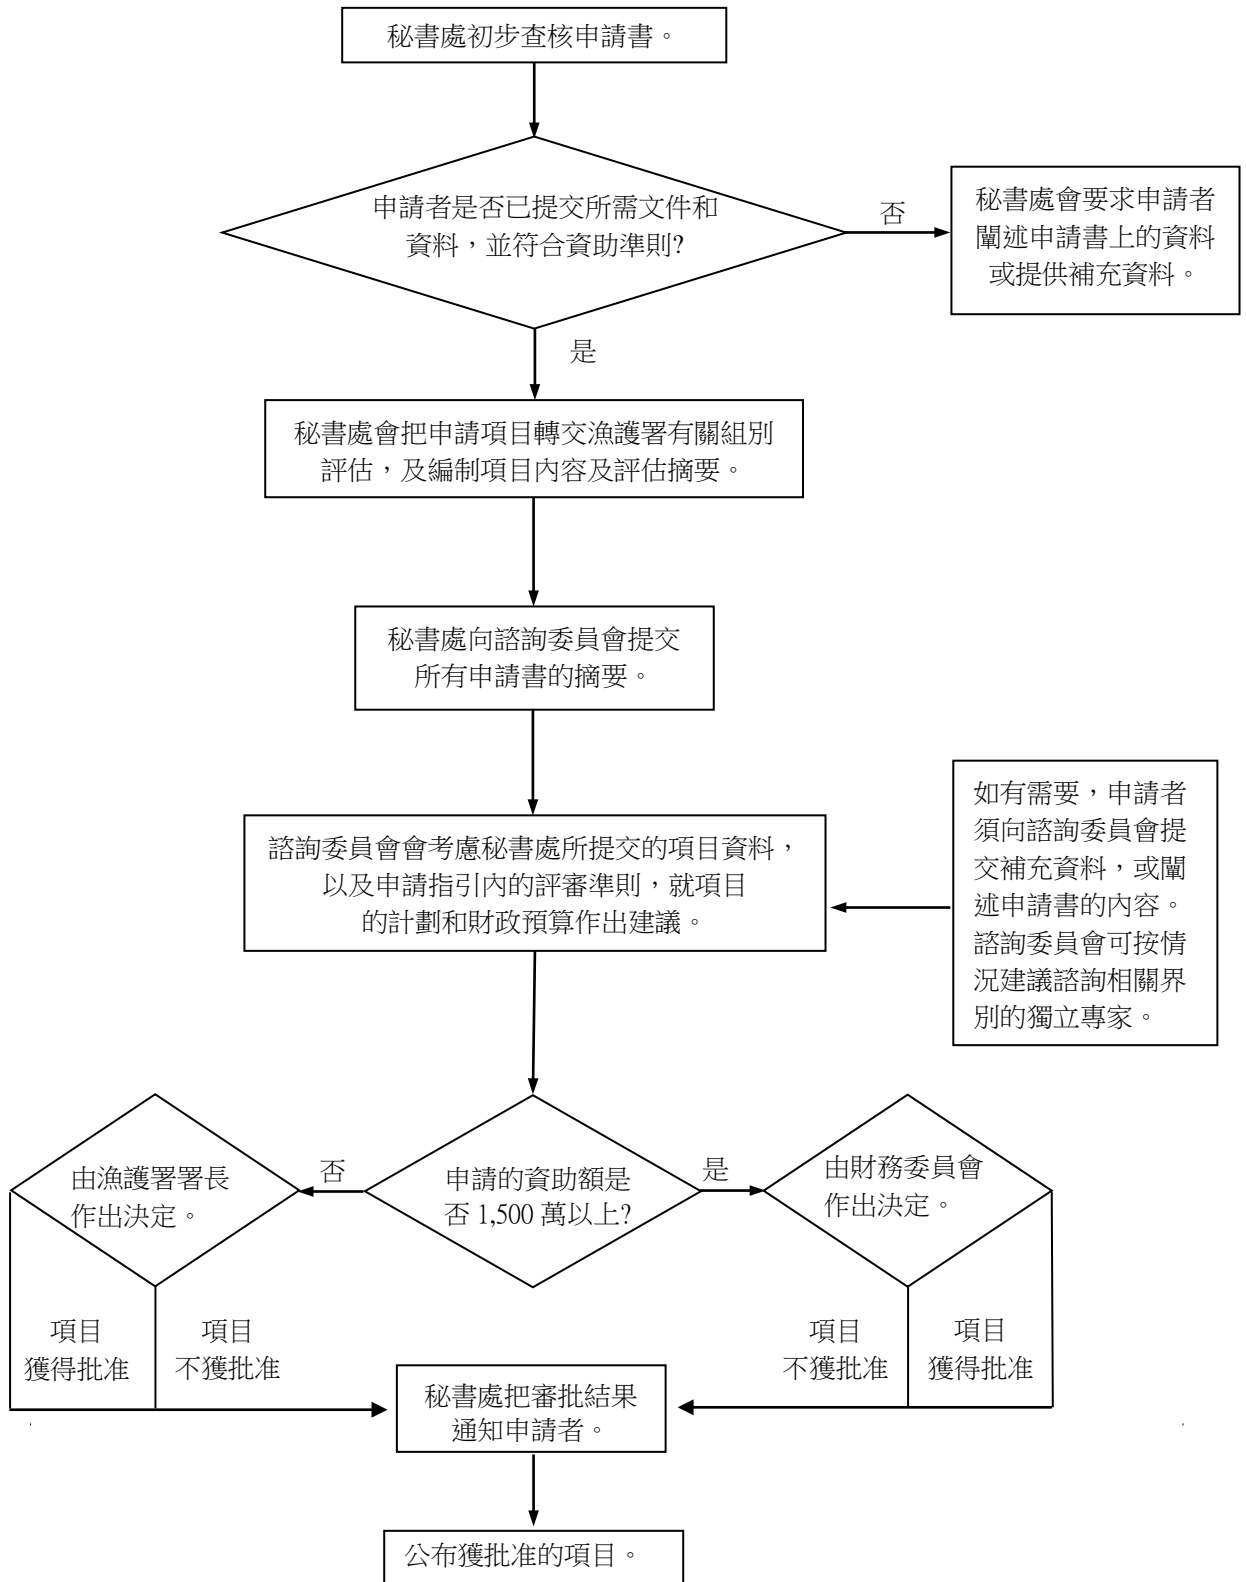 秘書處初步查核申請書。
申請者是否已提交所需文件和
資料，並符合資助準則?
否
秘書處會要求申請者
闡述申請書上的資料
或提供補充資料。
是
秘書處會把申請項目轉交漁護署有關組別
評估，及編制項目內容及評估摘要。
秘書處向諮詢委員會提交
所有申請書的摘要。
諮詢委員會會考慮秘書處所提交的項目資料，
以及申請指引內的評審準則，就項目
的計劃和財政預算作出建議。
如有需要，申請者
須向諮詢委員會提
交補充資料，或闡
述申請書的內容。
諮詢委員會可按情
況建議諮詢相關界
別的獨立專家。
由漁護署署長
作出決定。
否
申請的資助額是
否 1,500 萬以上?
是
由財務委員會
作出決定。
項目
獲得批准
項目
不獲批准
項目
不獲批准
項目
獲得批准
秘書處把審批結果
通知申請者。
公布獲批准的項目。